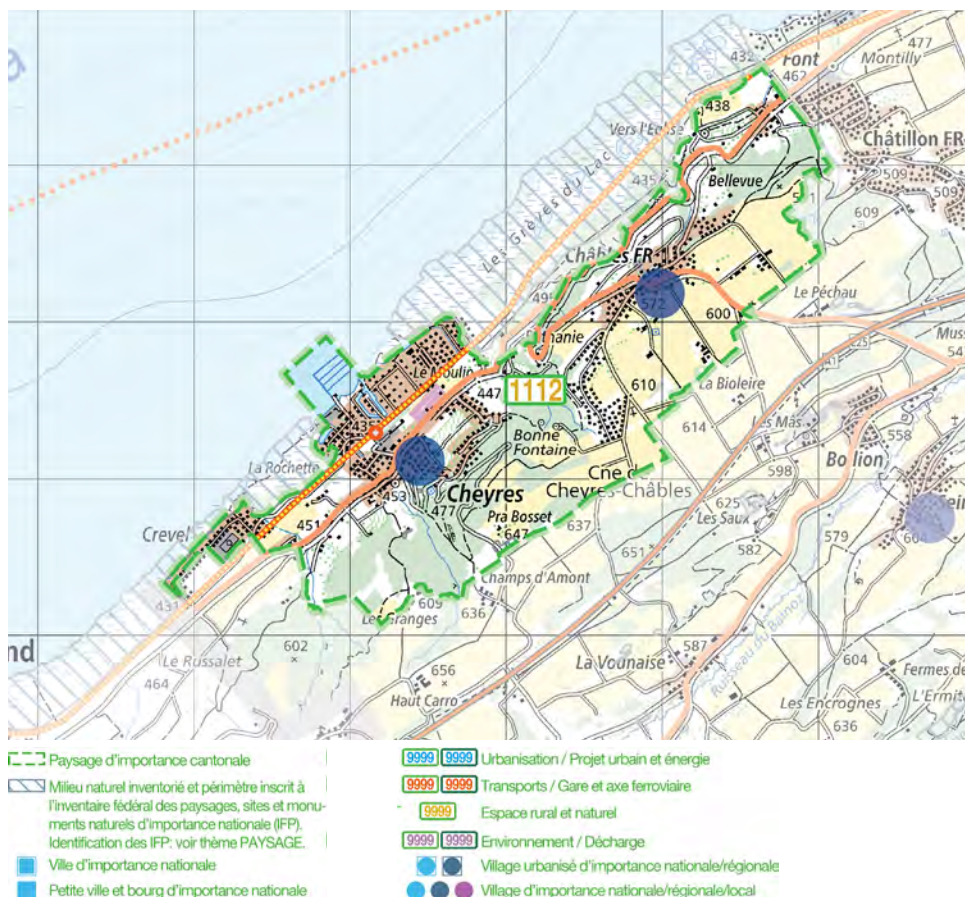 432
Font
477
462
Montilly
438
Vers l'Eglise
Châtillon FR
435
Bellevue
509
509
609
Les Grèves du Lac
Châbles FR
572
Le Péchau
600
Le Moulin
1112
610
La Bioleire
447
614
Les Mas
558
Bonne
Fontaine
Bollion
La Rochette
Cne d
598
453
Cheyres
Cheyres-Châbles
625
477
Crevel
451
Pra Bosset
637
Les Saux
579
647
651
582
Champs d'Amont
431
609
636
Les Granges
nd
602
587
Le Russalet
La Vounaise
604
656
Fermes de
464
Haut Carro
Les Encrognes
L'Ermit
636
Paysage d'importance cantonale
Milieu naturel inventorié et périmètre inscrit à
l'inventaire fédéral des paysages, sites et monu-
ments naturels d'importance nationale (IFP).
Identification des IFP: voir thème PAYSAGE.
Ville d'importance nationale
Petite ville et bourg d'importance nationale
9999 9999 Urbanisation / Projet urbain et énergie
9999 9999 Transports / Gare et axe ferroviaire
9999 Espace rural et naturel
9999 9999 Environnement / Décharge
Village urbanisé d'importance nationale/régionale
Village d'importance nationale/régionale/local